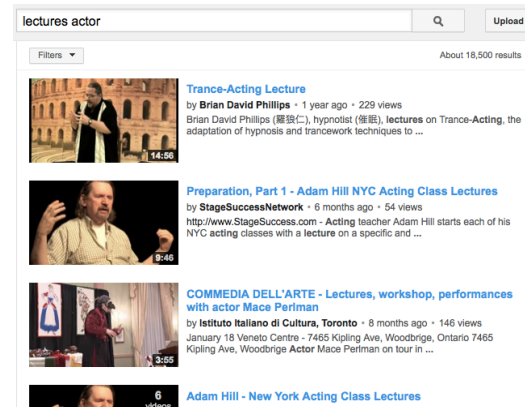 lectures actor
Upload
Filters
About 18,500 results
Trance-Acting Lecture
by Brian David Phillips • 1 year ago • 229 views
Brian David Phillips (羅狼仁), hypnotist (催眠), lectures on Trance-Acting, the
adaptation of hypnosis and trancework techniques to ...
14:56
Preparation, Part 1 - Adam Hill NYC Acting Class Lectures
by StageSuccessNetwork • 6 months ago • 54 views
http://www.StageSuccess.com - Acting teacher Adam Hill starts each of his
NYC acting classes with a lecture on a specific and ...
9:46
COMMEDIA DELL'ARTE - Lectures, workshop, performances
with actor Mace Perlman
by Istituto Italiano di Cultura, Toronto • 8 months ago • 146 views
January 18 Veneto Centre - 7465 Kipling Ave, Woodbrige, Ontario 7465
Kipling Ave, Woodbrige Actor Mace Perlman on tour in ...
3:55
6
videos
Adam Hill - New York Acting Class Lectures